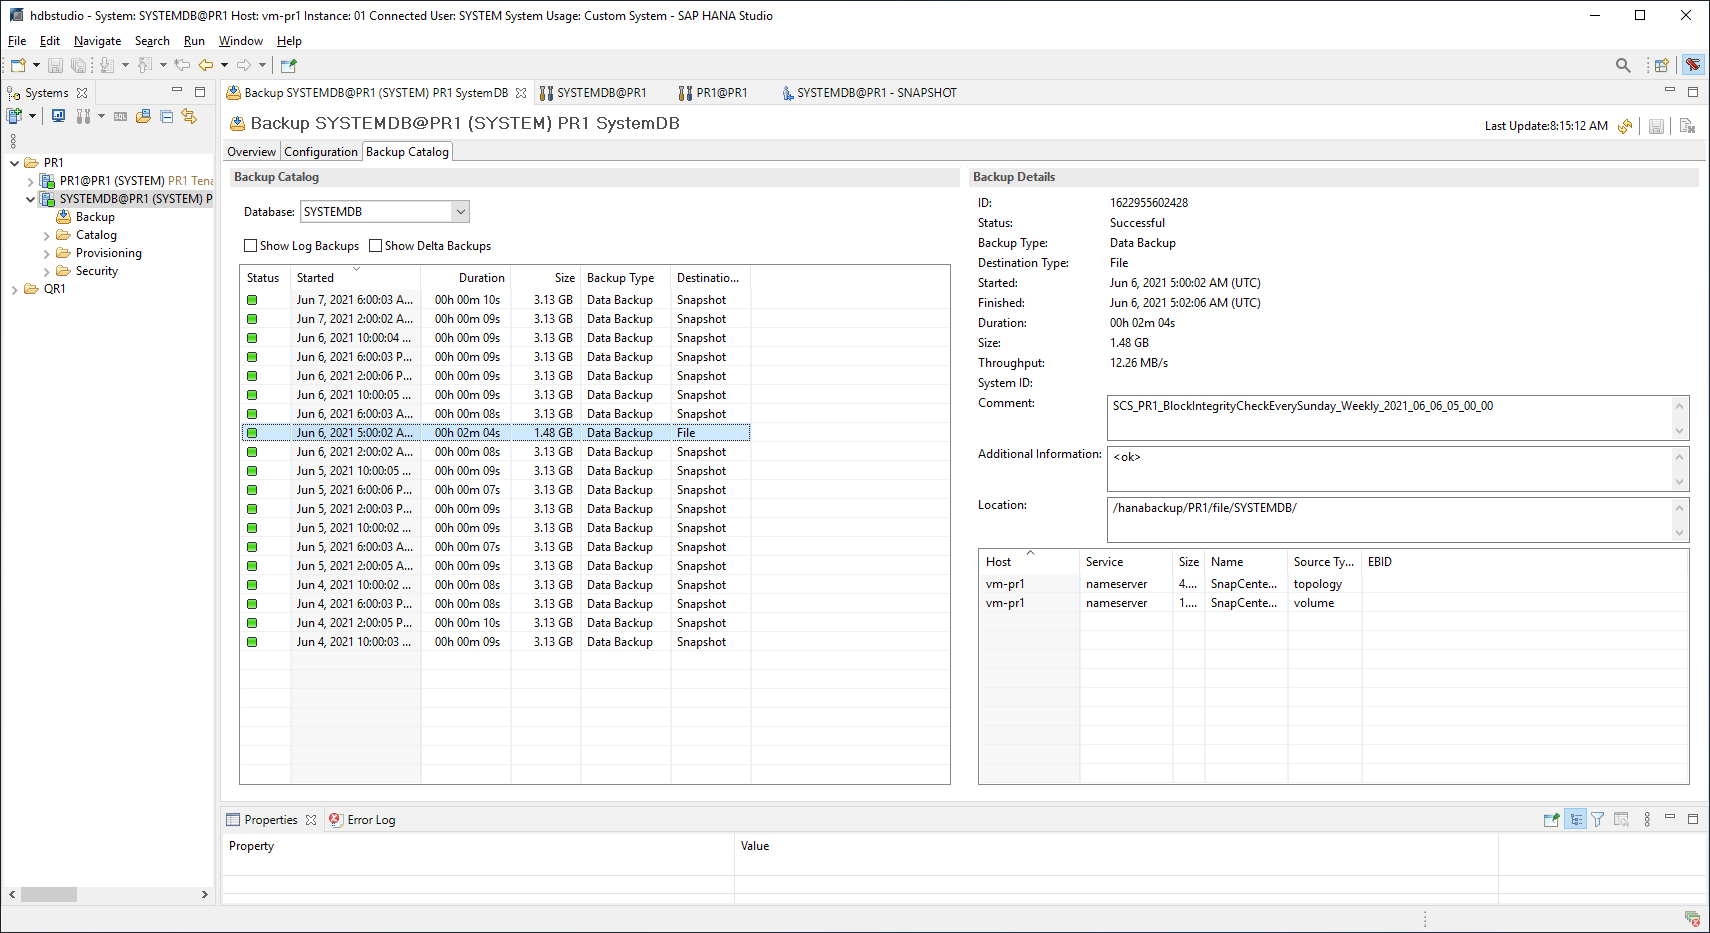 hdbstudio - System: SYSTEMDB@PR1 Host: vm-pr1 Instance: 01 Connected User: SYSTEM System Usage: Custom System - SAP HANA Studio
File Edit Navigate Search Run Window Help
Systems
Backup SYSTEMDB@PR1 (SYSTEM) PR1 SystemDB SYSTEMDB@PR1 PR1@PR1 SYSTEMDB@PR1 - SNAPSHOT
SQL
PR1
PR1@PR1 (SYSTEM) PR1 Tena
SYSTEMDB@PR1 (SYSTEM) P
Backup
Catalog
Provisioning
Security
QR1
Backup SYSTEMDB@PR1 (SYSTEM) PR1 SystemDB
Last Update:8:15:12 AM
Overview Configuration Backup Catalog
Backup Catalog
Database: SYSTEMDB
Show Log Backups Show Delta Backups
Status Started Duration Size Backup Type Destinatio...
Jun 7, 2021 6:00:03 A... 00h 00m 10s 3.13 GB Data Backup Snapshot
Jun 7, 2021 2:00:02 A... 00h 00m 09s 3.13 GB Data Backup Snapshot
Jun 6, 2021 10:00:04 ... 00h 00m 09s 3.13 GB Data Backup Snapshot
Jun 6, 2021 6:00:03 P... 00h 00m 09s 3.13 GB Data Backup Snapshot
Jun 6, 2021 2:00:06 P... 00h 00m 09s 3.13 GB Data Backup Snapshot
Jun 6, 2021 10:00:05 ... 00h 00m 09s 3.13 GB Data Backup Snapshot
Jun 6, 2021 6:00:03 A... 00h 00m 08s 3.13 GB Data Backup Snapshot
Jun 6, 2021 5:00:02 A... 00h 02m 04s 1.48 GB Data Backup File
Jun 6, 2021 2:00:02 A... 00h 00m 08s 3.13 GB Data Backup Snapshot
Jun 5, 2021 10:00:05 ... 00h 00m 09s 3.13 GB Data Backup Snapshot
Jun 5, 2021 6:00:06 P... 00h 00m 07s 3.13 GB Data Backup Snapshot
Jun 5, 2021 2:00:03 P... 00h 00m 09s 3.13 GB Data Backup Snapshot
Jun 5, 2021 10:00:02 ... 00h 00m 09s 3.13 GB Data Backup Snapshot
Jun 5, 2021 6:00:03 A... 00h 00m 07s 3.13 GB Data Backup Snapshot
Jun 5, 2021 2:00:05 A... 00h 00m 09s 3.13 GB Data Backup Snapshot
Jun 4, 2021 10:00:02 ... 00h 00m 08s 3.13 GB Data Backup Snapshot
Jun 4, 2021 6:00:03 P... 00h 00m 08s 3.13 GB Data Backup Snapshot
Jun 4, 2021 2:00:05 P... 00h 00m 10s 3.13 GB Data Backup Snapshot
Jun 4, 2021 10:00:03 ... 00h 00m 09s 3.13 GB Data Backup Snapshot
Backup Details
ID: 1622955602428
Status: Successful
Backup Type: Data Backup
Destination Type: File
Started: Jun 6, 2021 5:00:02 AM (UTC)
Finished: Jun 6, 2021 5:02:06 AM (UTC)
Duration: 00h 02m 04s
Size: 1.48 GB
Throughput: 12.26 MB/s
System ID:
Comment: SCS_PR1_BlockIntegrityCheckEverySunday_Weekly_2021_06_06_05_00_00
Additional Information: <ok>
Location: /hanabackup/PR1/file/SYSTEMDB/
Host Service Size Name Source Ty... EBID
vm-pr1 nameserver 4.... SnapCente... topology
vm-pr1 nameserver 1.... SnapCente... volume
Properties Error Log
Property Value